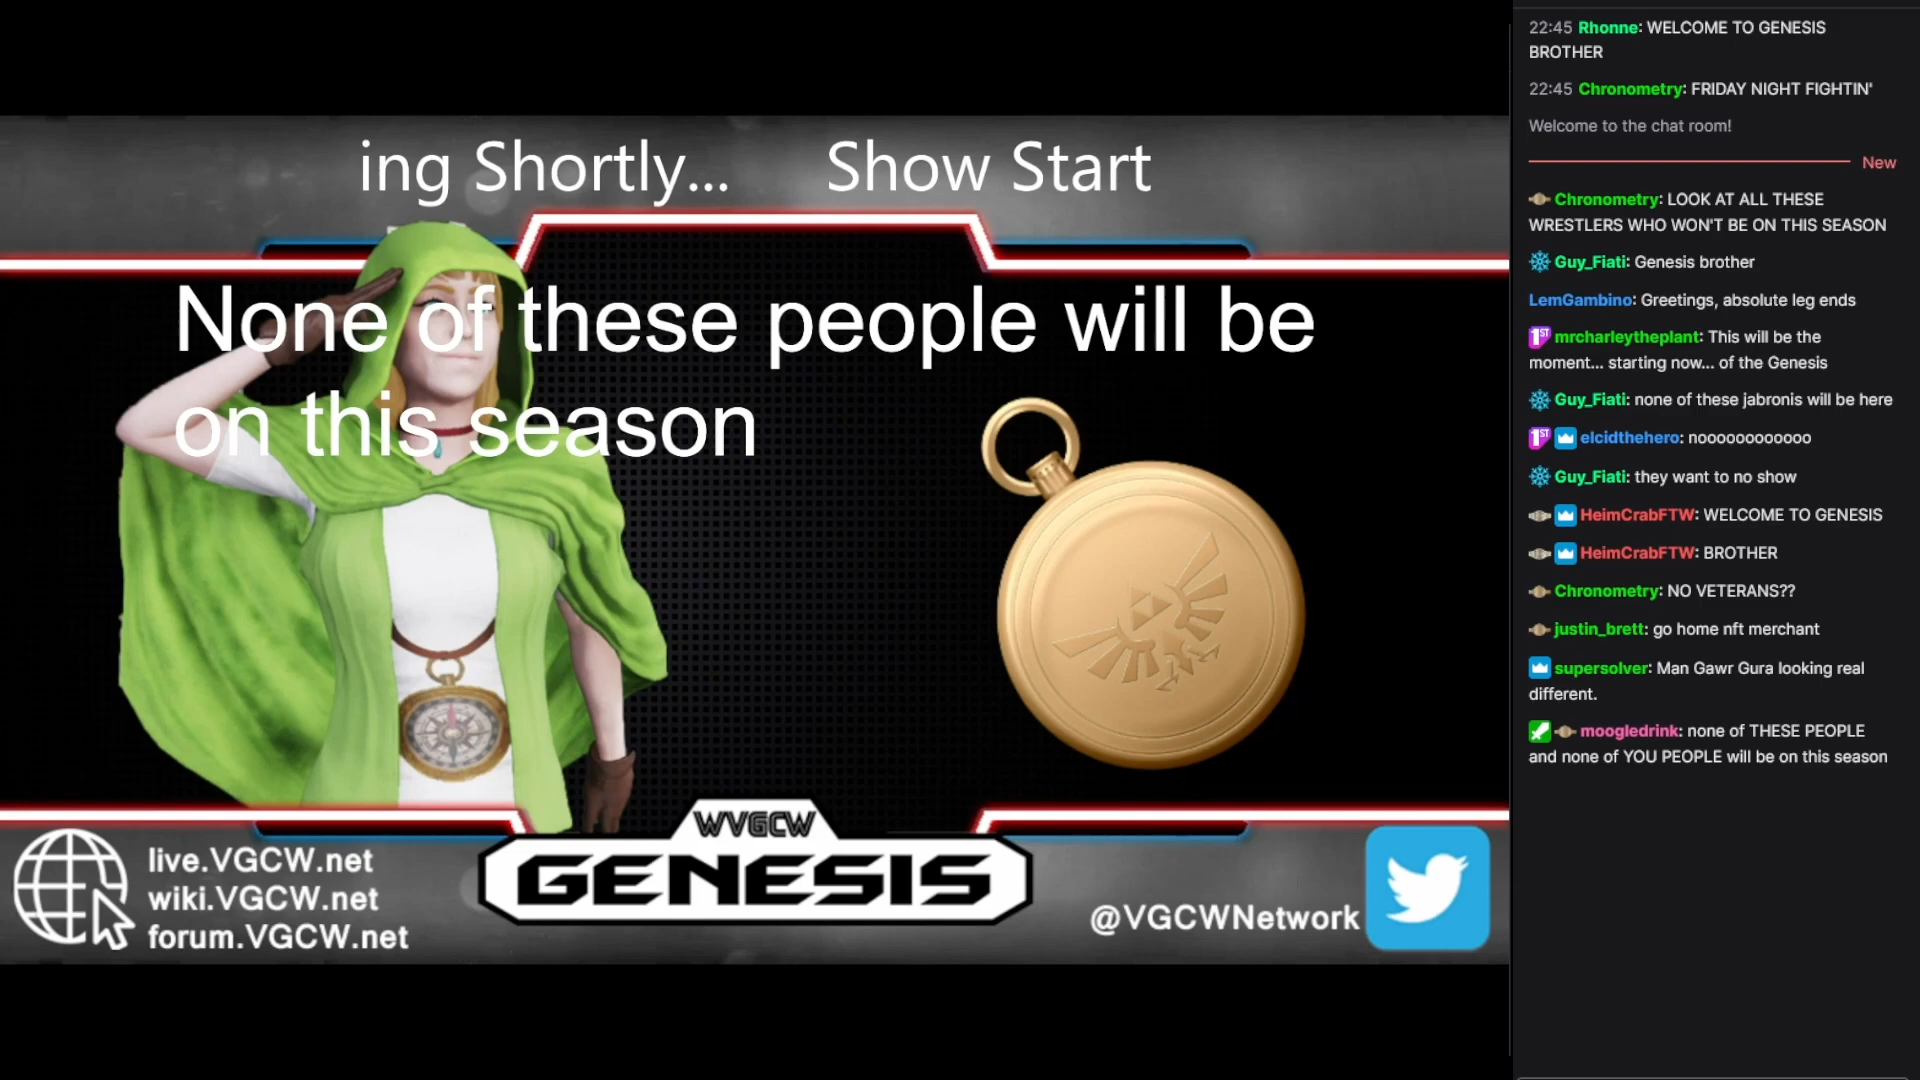 ing Shortly... Show Start
None of these people will be
on this season
live.VGCW.net
wiki.VGCW.net
forum.VGCW.net
WVGCW
GENESIS
@VGCWNetwork
22:45 Rhonne: WELCOME TO GENESIS
BROTHER
22:45 Chronometry: FRIDAY NIGHT FIGHTIN'
Welcome to the chat room!
New
Chronometry: LOOK AT ALL THESE
WRESTLERS WHO WON'T BE ON THIS SEASON
Guy_Fiati: Genesis brother
LemGambino: Greetings, absolute leg ends
1ST mrcharleytheplant: This will be the
moment... starting now... of the Genesis
Guy_Fiati: none of these jabronis will be here
1ST elcidthehero: noooooooooooo
Guy_Fiati: they want to no show
HeimCrabFTW: WELCOME TO GENESIS
HeimCrabFTW: BROTHER
Chronometry: NO VETERANS??
justin_brett: go home nft merchant
supersolver: Man Gawr Gura looking real
different.
moogledrink: none of THESE PEOPLE
and none of YOU PEOPLE will be on this season